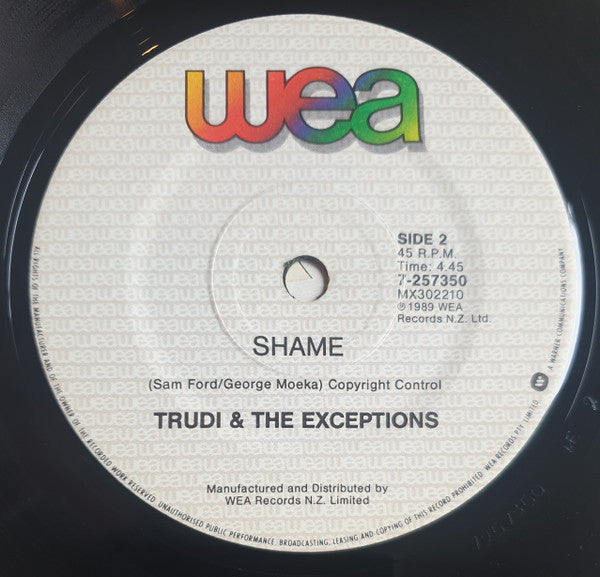 wea
SIDE 2
45 R.P.M.
Time: 4.45
7-257350
MX302210
℗1989 WEA
Records N.Z. Ltd.
SHAME
(Sam Ford/George Moeka) Copyright Control
TRUDI & THE EXCEPTIONS
Manufactured and Distributed by
WEA Records N.Z. Limited
ALL RIGHTS OF THE MANUFACTURER AND OF THE OWNER OF THE RECORDED WORK RESERVED. UNAUTHORISED PUBLIC PERFORMANCE, BROADCASTING, LEASING AND COPYING OF THIS RECORD PROHIBITED. WEA RECORDS PTY. LIMITED
A WARNER COMMUNICATIONS COMPANY